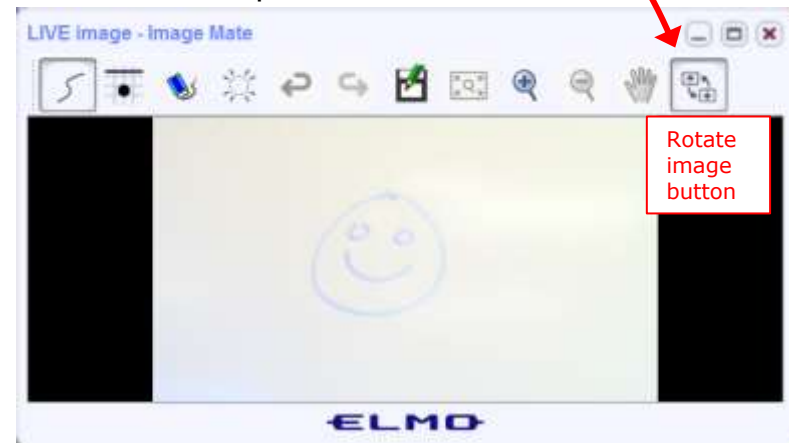 LIVE image - Image Mate
Rotate
image
button
ELMO